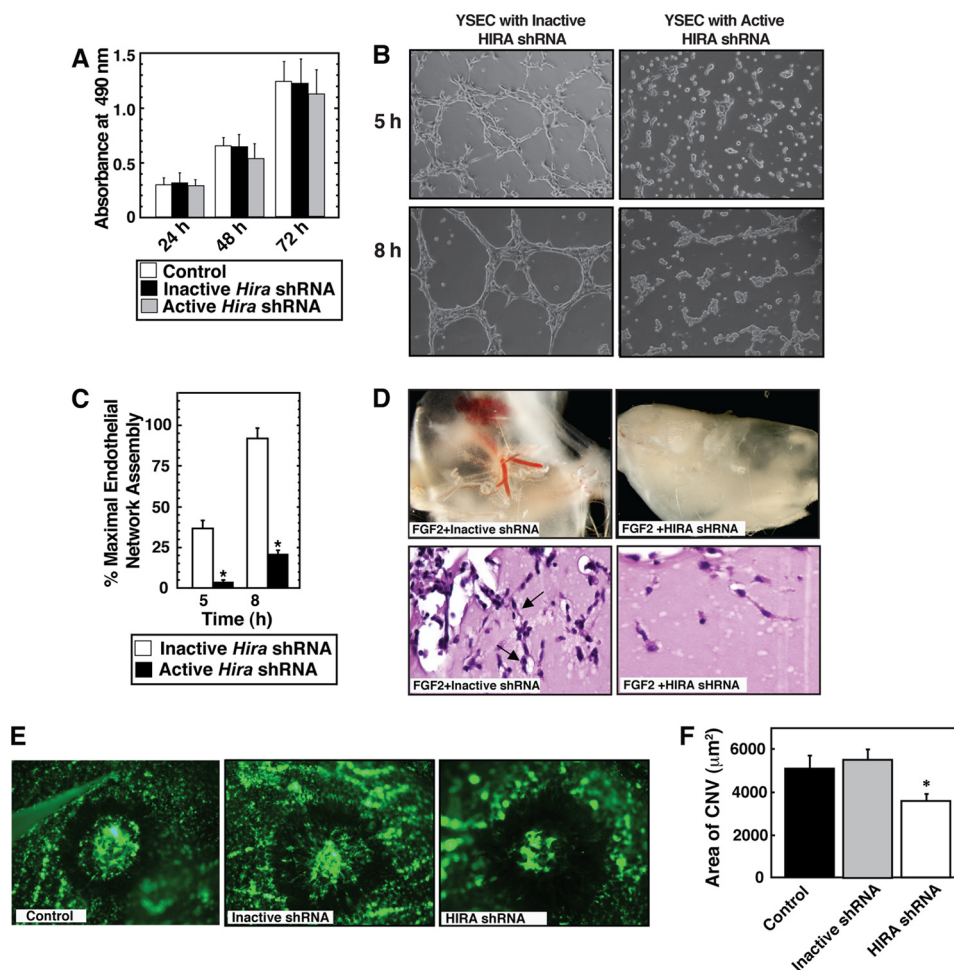 A
Absorbance at 490 nm
1.5
1.0
0.5
0
24 h
48 h
72 h
Control
Inactive Hira shRNA
Active Hira shRNA
B
YSEC with Inactive
HIRA shRNA
YSEC with Active
HIRA shRNA
5 h
8 h
C
% Maximal Endothelial
Network Assembly
100
75
50
25
0
5
8
Time (h)
*
*
Inactive Hira shRNA
Active Hira shRNA
D
FGF2+Inactive shRNA
FGF2 +HIRA sHRNA
FGF2+Inactive shRNA
FGF2 +HIRA sHRNA
E
Control
Inactive shRNA
HIRA shRNA
F
Area of CNV (μm²)
6000
4000
2000
0
*
Control
Inactive shRNA
HIRA shRNA